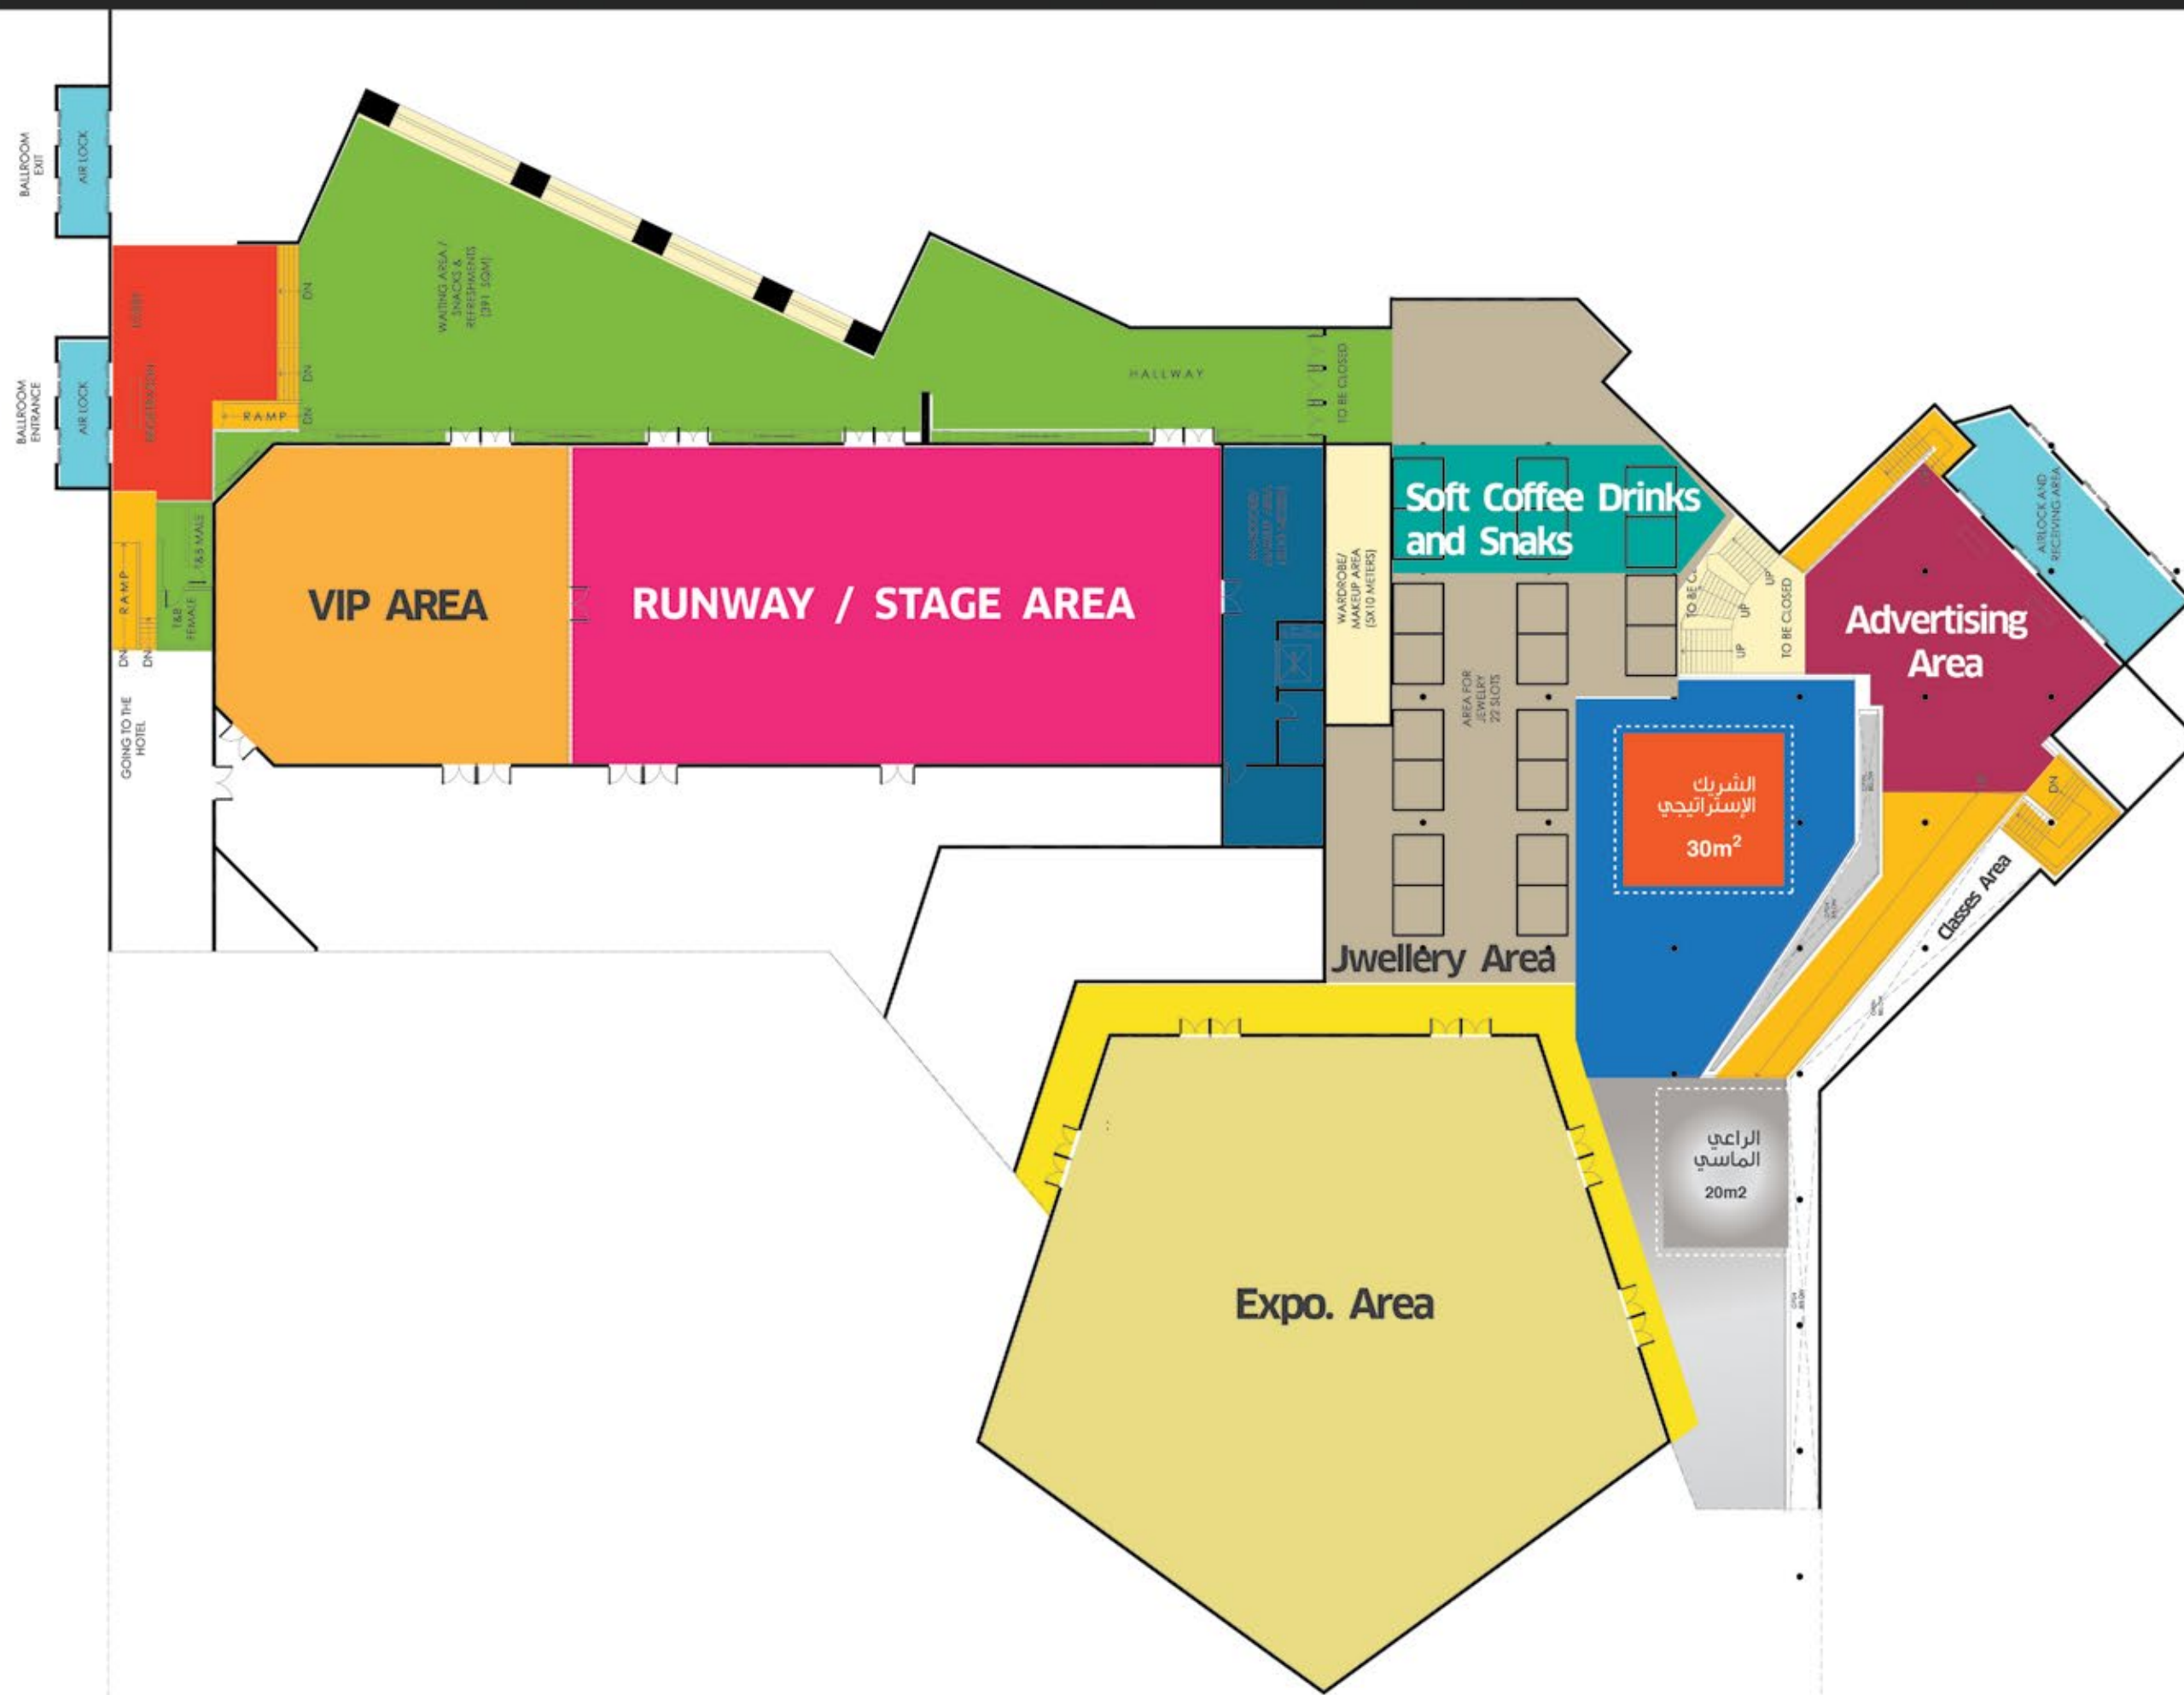 BALLROOM
EXIT
AIR LOCK
BALLROOM
ENTRANCE
AIR LOCK
LOBBY
REGISTRATION
DN
DN
DN
RAMP
WAITING AREA /
SNACKS &
REFRESHMENTS
(391 SQM)
HALLWAY
TO BE CLOSED
RAMP
DN
DN
T&B MALE
T&B
FEMALE
GOING TO THE
HOTEL
VIP AREA
RUNWAY / STAGE AREA
WARDROBE/
MAKEUP AREA
(5X10 METERS)
Soft Coffee Drinks
and Snaks
AREA FOR
JEWELRY
22 SLOTS
Jwellery Area
TO BE C
UP
UP
UP
TO BE CLOSED
AIRLOCK AND
RECEIVING AREA
Advertising
Area
DN
Classes Area
الشريك
الإستراتيجي
30m2
الراعي
الماسي
20m2
Expo. Area